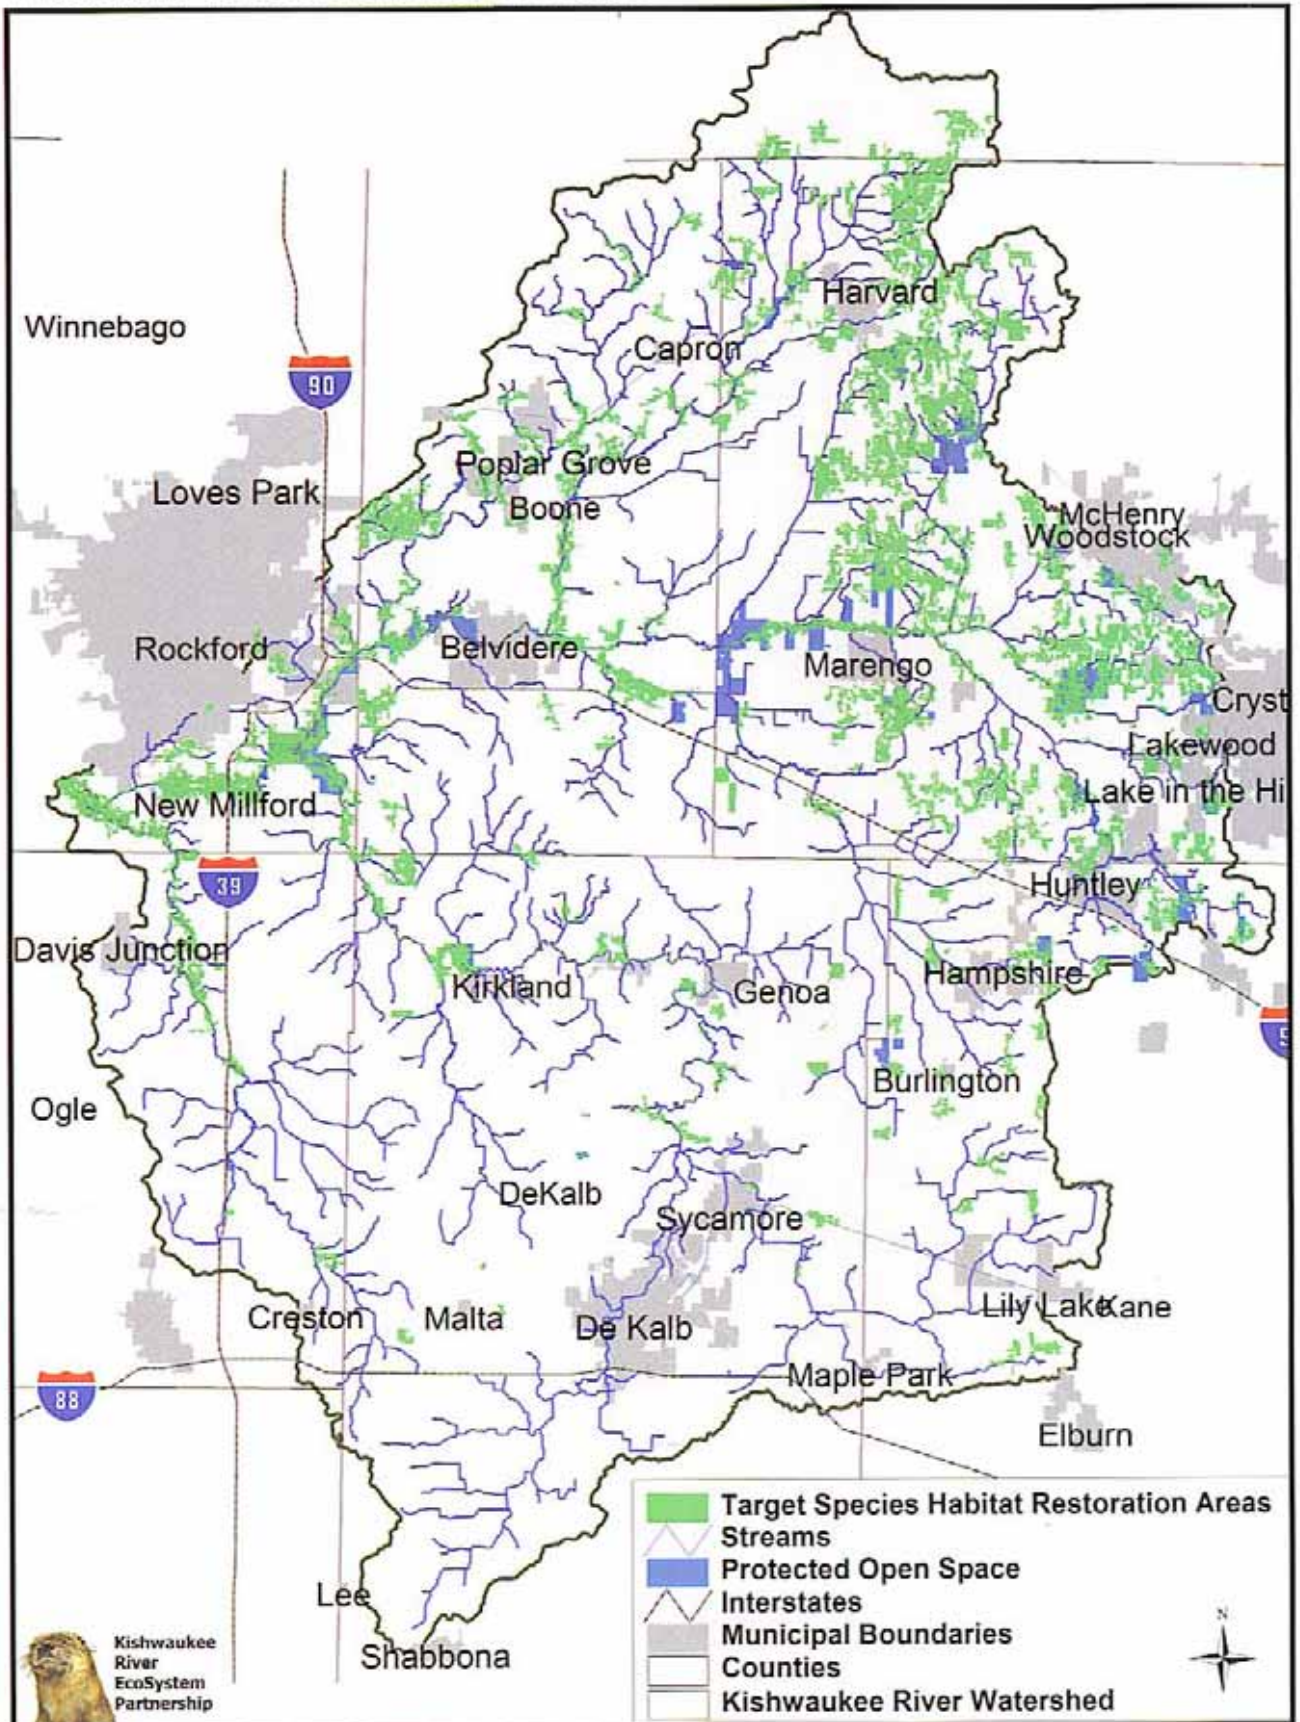 Harvard
Winnebago
Capron
90
Poplar Grove
Loves Park
Boone
McHenry
Woodstock
Rockford
Belvidere
Marengo
Cryst
Lakewood
Lake in the Hi
New Millford
39
Huntley
Davis Junction
Hampshire
Kirkland
Genoa
Burlington
Ogle
DeKalb
Sycamore
Creston
Malta
De Kalb
Lily Lake
Kane
Maple Park
88
Elburn
Target Species Habitat Restoration Areas
Streams
Protected Open Space
Interstates
Municipal Boundaries
Counties
Kishwaukee River Watershed
N
Lee
Shabbona
Kishwaukee
River
EcoSystem
Partnership